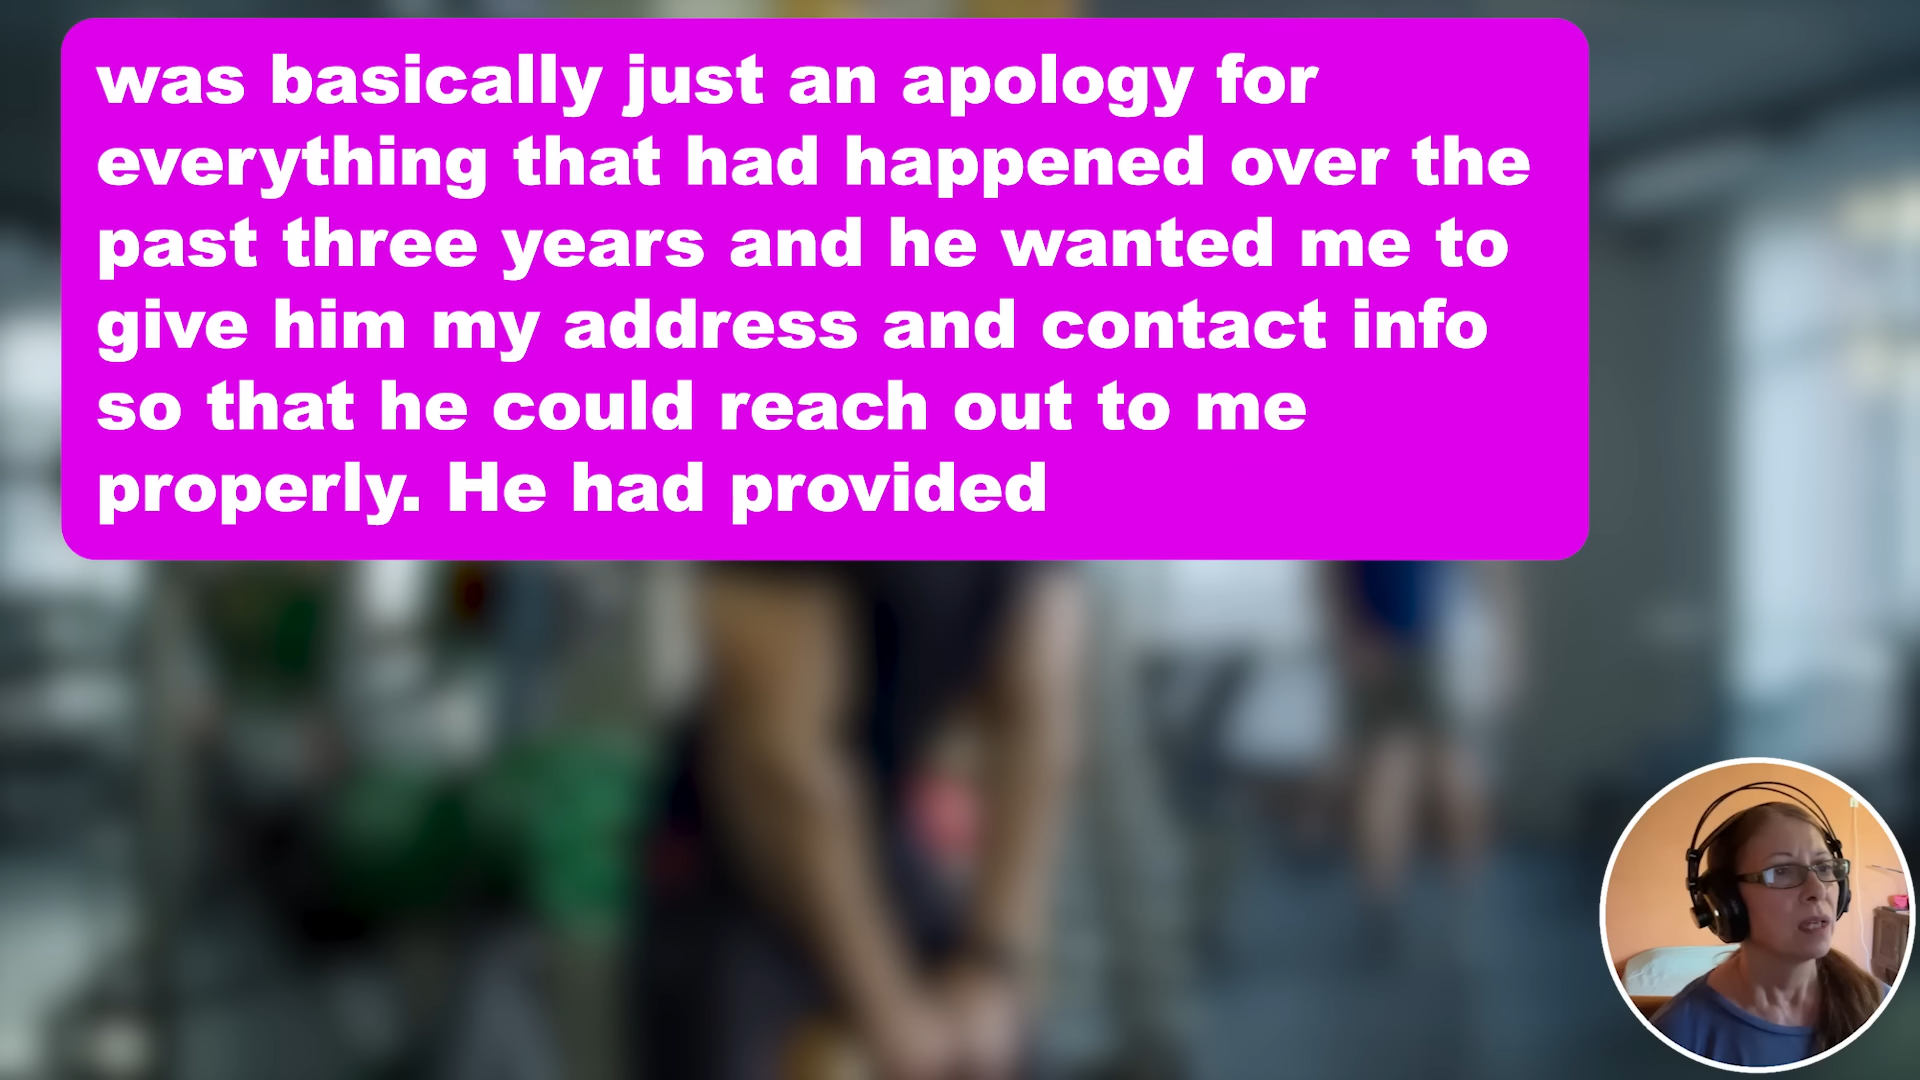 was basically just an apology for
everything that had happened over the
past three years and he wanted me to
give him my address and contact info
so that he could reach out to me
properly. He had provided